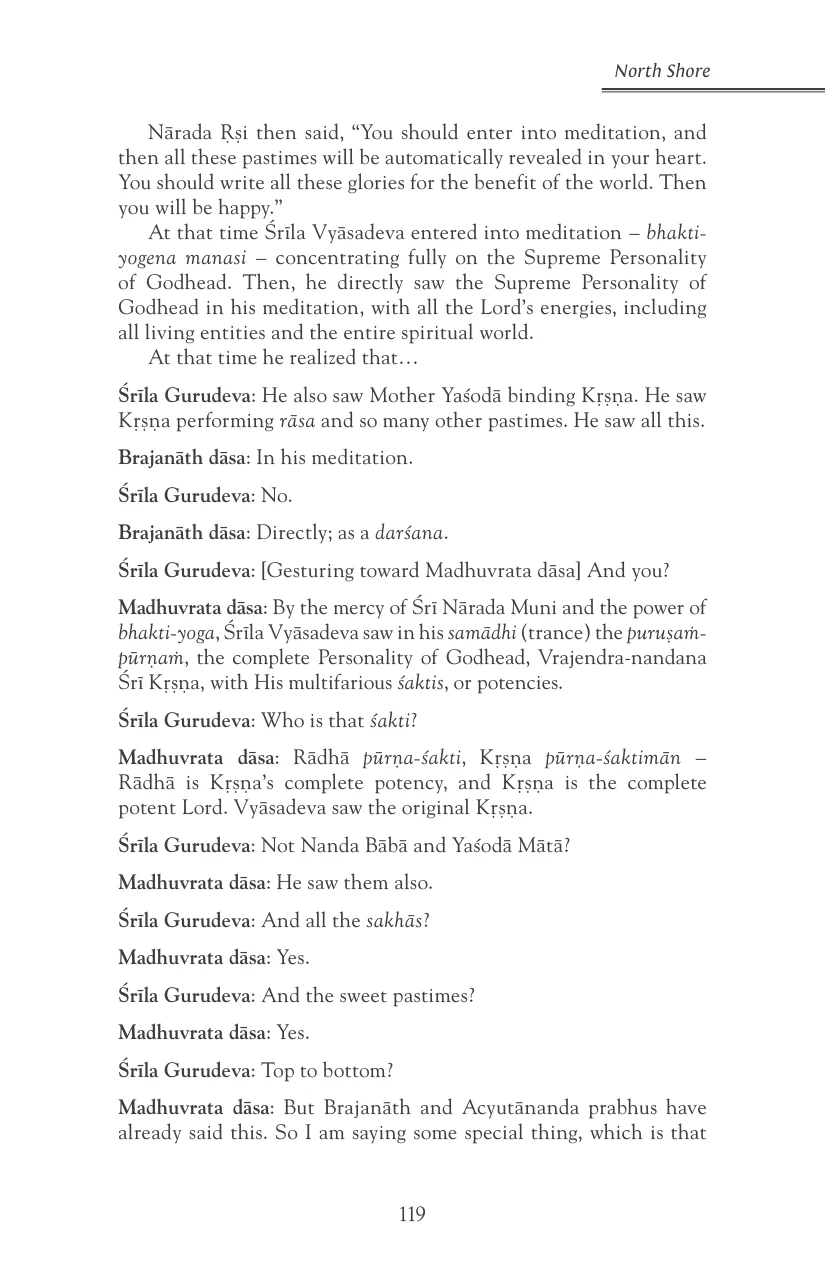 North Shore
Nārada Ṛṣi then said, “You should enter into meditation, and
then all these pastimes will be automatically revealed in your heart.
You should write all these glories for the benefit of the world. Then
you will be happy.”
At that time Śrīla Vyāsadeva entered into meditation – bhakti-
yogena manasi – concentrating fully on the Supreme Personality
of Godhead. Then, he directly saw the Supreme Personality of
Godhead in his meditation, with all the Lord’s energies, including
all living entities and the entire spiritual world.
At that time he realized that…
Śrīla Gurudeva: He also saw Mother Yaśodā binding Kṛṣṇa. He saw
Kṛṣṇa performing rāsa and so many other pastimes. He saw all this.
Brajanāth dāsa: In his meditation.
Śrīla Gurudeva: No.
Brajanāth dāsa: Directly; as a darśana.
Śrīla Gurudeva: [Gesturing toward Madhuvrata dāsa] And you?
Madhuvrata dāsa: By the mercy of Śrī Nārada Muni and the power of
bhakti-yoga, Śrīla Vyāsadeva saw in his samādhi (trance) the puruṣaṁ-
pūrṇaṁ, the complete Personality of Godhead, Vrajendra-nandana
Śrī Kṛṣṇa, with His multifarious śaktis, or potencies.
Śrīla Gurudeva: Who is that śakti?
Madhuvrata dāsa: Rādhā pūrṇa-śakti, Kṛṣṇa pūrṇa-śaktimān –
Rādhā is Kṛṣṇa’s complete potency, and Kṛṣṇa is the complete
potent Lord. Vyāsadeva saw the original Kṛṣṇa.
Śrīla Gurudeva: Not Nanda Bābā and Yaśodā Mātā?
Madhuvrata dāsa: He saw them also.
Śrīla Gurudeva: And all the sakhās?
Madhuvrata dāsa: Yes.
Śrīla Gurudeva: And the sweet pastimes?
Madhuvrata dāsa: Yes.
Śrīla Gurudeva: Top to bottom?
Madhuvrata dāsa: But Brajanāth and Acyutānanda prabhus have
already said this. So I am saying some special thing, which is that
119